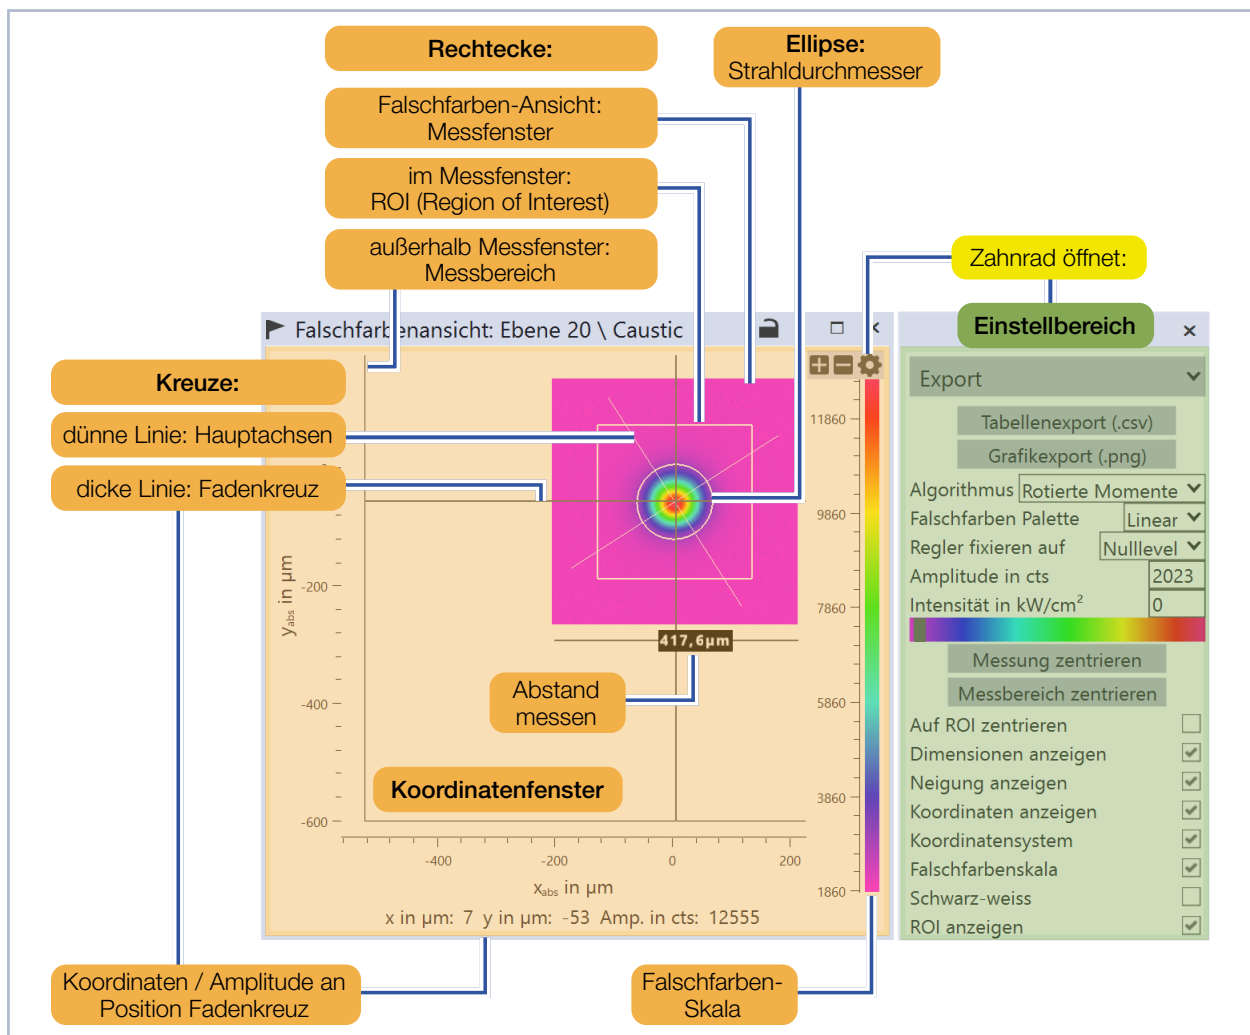 Rechtecke:
Ellipse:
Strahldurchmesser
Falschfarben-Ansicht:
Messfenster
im Messfenster:
ROI (Region of Interest)
außerhalb Messfenster:
Messbereich
Zahnrad öffnet:
Einstellbereich
Falschfarbenansicht: Ebene 20 \ Caustic
Kreuze:
dünne Linie: Hauptachsen
dicke Linie: Fadenkreuz
yabs in µm
-200
-400
-600
-400
-200
0
200
xabs in µm
x in µm: 7 y in µm: -53 Amp. in cts: 12555
417,6µm
Abstand
messen
Koordinatenfenster
11860
9860
7860
5860
3860
1860
Export
Tabellenexport (.csv)
Grafikexport (.png)
Algorithmus Rotierte Momente
Falschfarben Palette Linear
Regler fixieren auf Nulllevel
Amplitude in cts 2023
Intensität in kW/cm² 0
Messung zentrieren
Messbereich zentrieren
Auf ROI zentrieren
Dimensionen anzeigen
Neigung anzeigen
Koordinaten anzeigen
Koordinatensystem
Falschfarbenskala
Schwarz-weiss
ROI anzeigen
Koordinaten / Amplitude an
Position Fadenkreuz
Falschfarben-
Skala